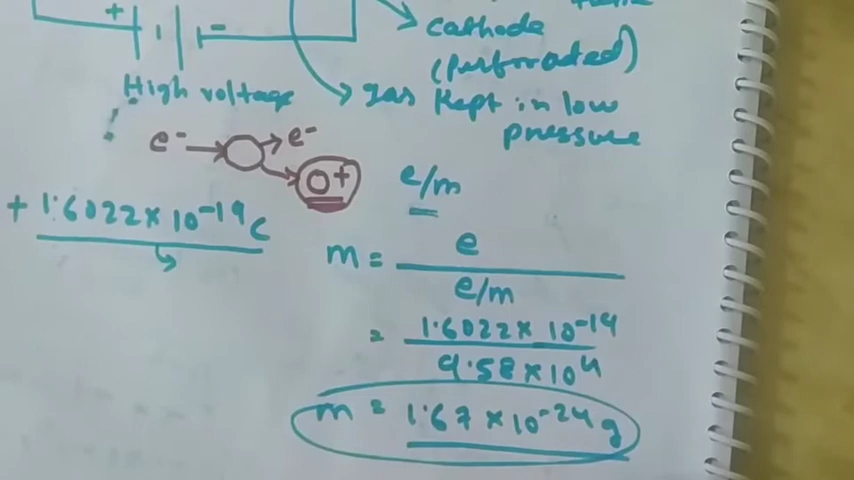 + -
cathode
(Purforated)
High voltage
gas kept in low
pressure
e- e-
+
e/m
+ 1.6022 × 10-19 C
m = e
e/m
= 1.6022 × 10-19
9.58 × 104
m = 1.67 × 10-24 g